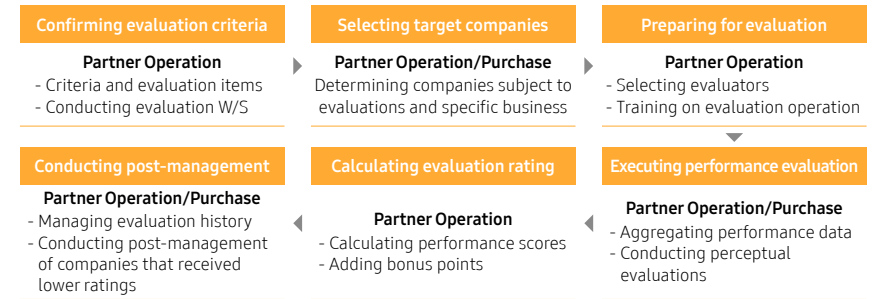 Confirming evaluation criteria
Partner Operation
- Criteria and evaluation items
- Conducting evaluation W/S
Selecting target companies
Partner Operation/Purchase
Determining companies subject to
evaluations and specific business
Preparing for evaluation
Partner Operation
- Selecting evaluators
- Training on evaluation operation
Executing performance evaluation
Partner Operation/Purchase
- Aggregating performance data
- Conducting perceptual
evaluations
Calculating evaluation rating
Partner Operation
- Calculating performance scores
- Adding bonus points
Conducting post-management
Partner Operation/Purchase
- Managing evaluation history
- Conducting post-management
of companies that received
lower ratings